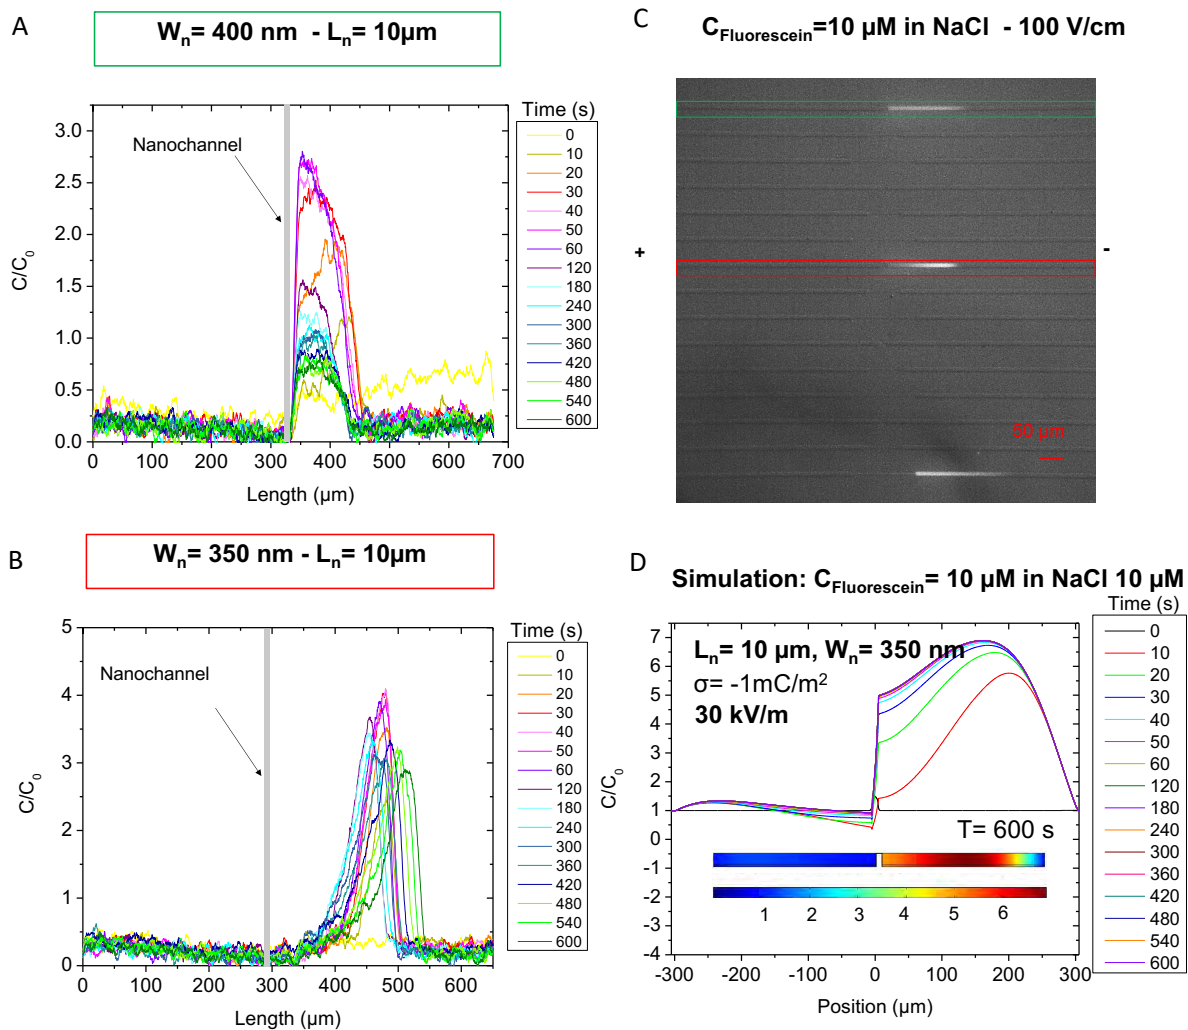 A
Wn= 400 nm - Ln= 10µm
3.0
2.5
2.0
1.5
1.0
0.5
0.0
C/C0
Nanochannel
0 100 200 300 400 500 600 700
Length (µm)
Time (s)
0
10
20
30
40
50
60
120
180
240
300
360
420
480
540
600
C
CFluorescein=10 µM in NaCl - 100 V/cm
+
-
50 µm
B
Wn= 350 nm - Ln= 10µm
5
4
3
2
1
0
C/C0
Nanochannel
0 100 200 300 400 500 600
Length (µm)
Time (s)
0
10
20
30
40
50
60
120
180
240
300
360
420
480
540
600
D
Simulation: CFluorescein= 10 µM in NaCl 10 µM
7
6
5
4
3
2
1
0
-1
-2
-3
-4
C/C0
Ln= 10 µm, Wn= 350 nm
σ= -1mC/m²
30 kV/m
T= 600 s
1 2 3 4 5 6
-300 -200 -100 0 100 200 300
Position (µm)
Time (s)
0
10
20
30
40
50
60
120
180
240
300
360
420
480
540
600